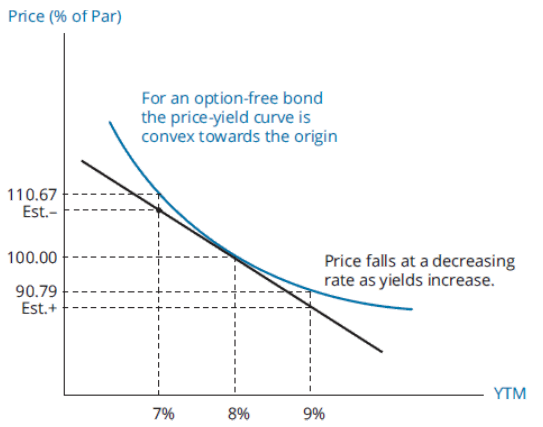 Price (% of Par)
For an option-free bond
the price-yield curve is
convex towards the origin
110.67
Est.–
100.00
Price falls at a decreasing
rate as yields increase.
90.79
Est.+
YTM
7%
8%
9%